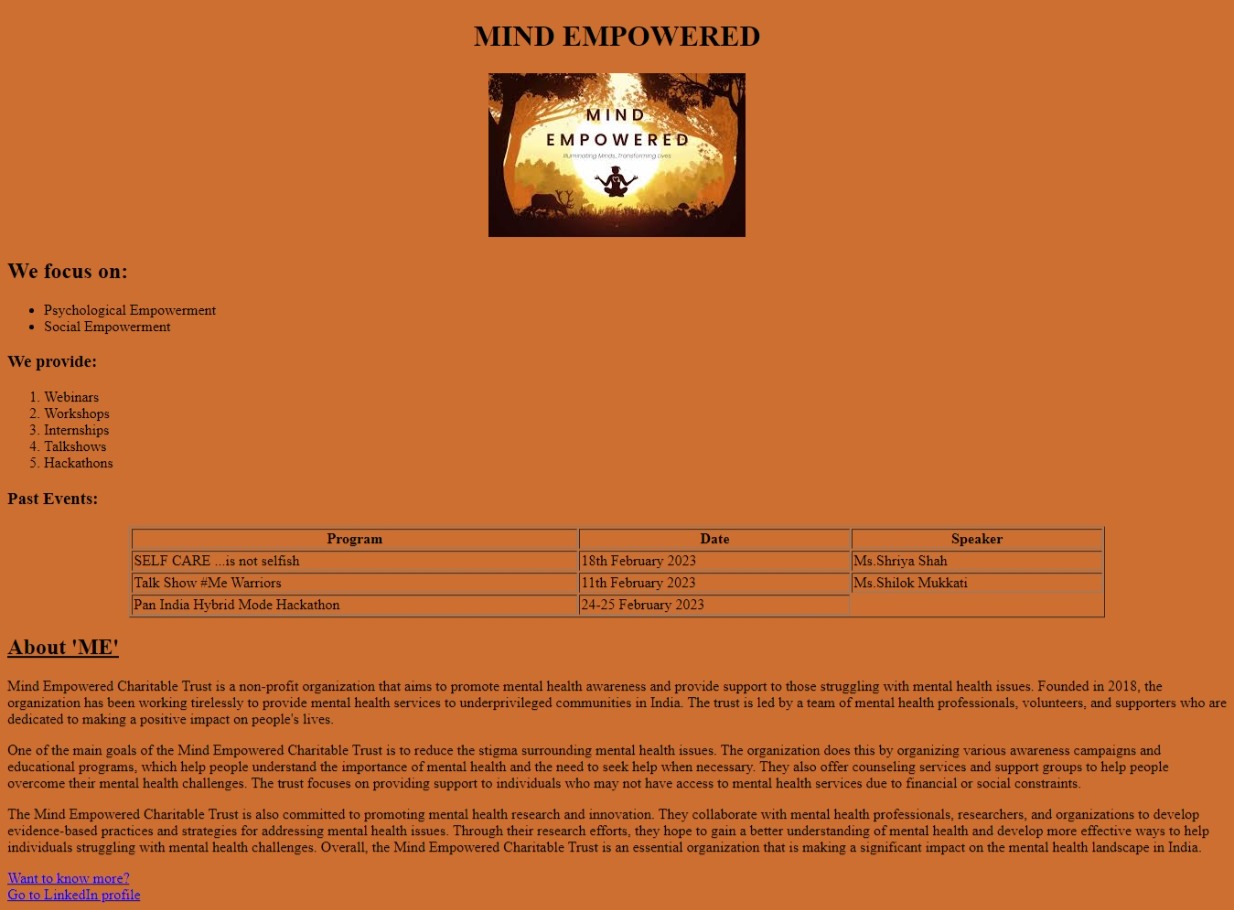 MIND EMPOWERED
MIND
EMPOWERED
Illuminating Minds, Transforming Lives
We focus on:
• Psychological Empowerment
• Social Empowerment
We provide:
1. Webinars
2. Workshops
3. Internships
4. Talkshows
5. Hackathons
Past Events:
Program Date Speaker
SELF CARE ...is not selfish 18th February 2023 Ms.Shriya Shah
Talk Show #Me Warriors 11th February 2023 Ms.Shilok Mukkati
Pan India Hybrid Mode Hackathon 24-25 February 2023
About 'ME'
Mind Empowered Charitable Trust is a non-profit organization that aims to promote mental health awareness and provide support to those struggling with mental health issues. Founded in 2018, the
organization has been working tirelessly to provide mental health services to underprivileged communities in India. The trust is led by a team of mental health professionals, volunteers, and supporters who are
dedicated to making a positive impact on people's lives.
One of the main goals of the Mind Empowered Charitable Trust is to reduce the stigma surrounding mental health issues. The organization does this by organizing various awareness campaigns and
educational programs, which help people understand the importance of mental health and the need to seek help when necessary. They also offer counseling services and support groups to help people
overcome their mental health challenges. The trust focuses on providing support to individuals who may not have access to mental health services due to financial or social constraints.
The Mind Empowered Charitable Trust is also committed to promoting mental health research and innovation. They collaborate with mental health professionals, researchers, and organizations to develop
evidence-based practices and strategies for addressing mental health issues. Through their research efforts, they hope to gain a better understanding of mental health and develop more effective ways to help
individuals struggling with mental health challenges. Overall, the Mind Empowered Charitable Trust is an essential organization that is making a significant impact on the mental health landscape in India.
Want to know more?
Go to LinkedIn profile